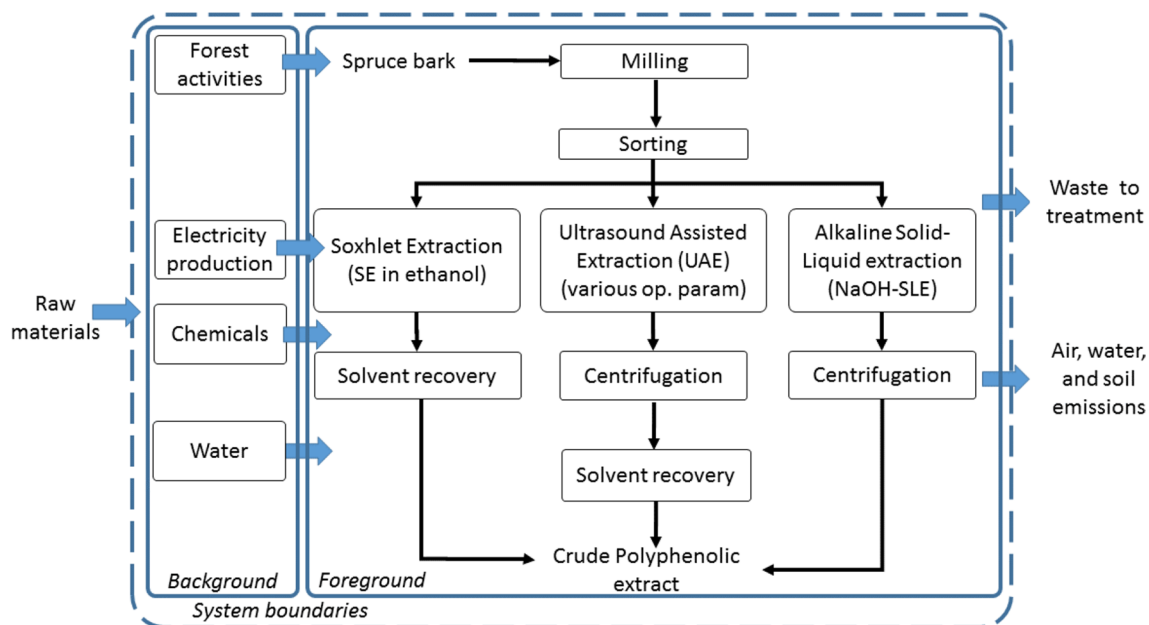 Forest
activities
Spruce bark
Milling
Sorting
Waste to
treatment
Electricity
production
Soxhlet Extraction
(SE in ethanol)
Ultrasound Assisted
Extraction (UAE)
(various op. param)
Alkaline Solid-
Liquid extraction
(NaOH-SLE)
Raw
materials
Chemicals
Solvent recovery
Centrifugation
Centrifugation
Air, water,
and soil
emissions
Water
Solvent recovery
Crude Polyphenolic
extract
Background
Foreground
System boundaries